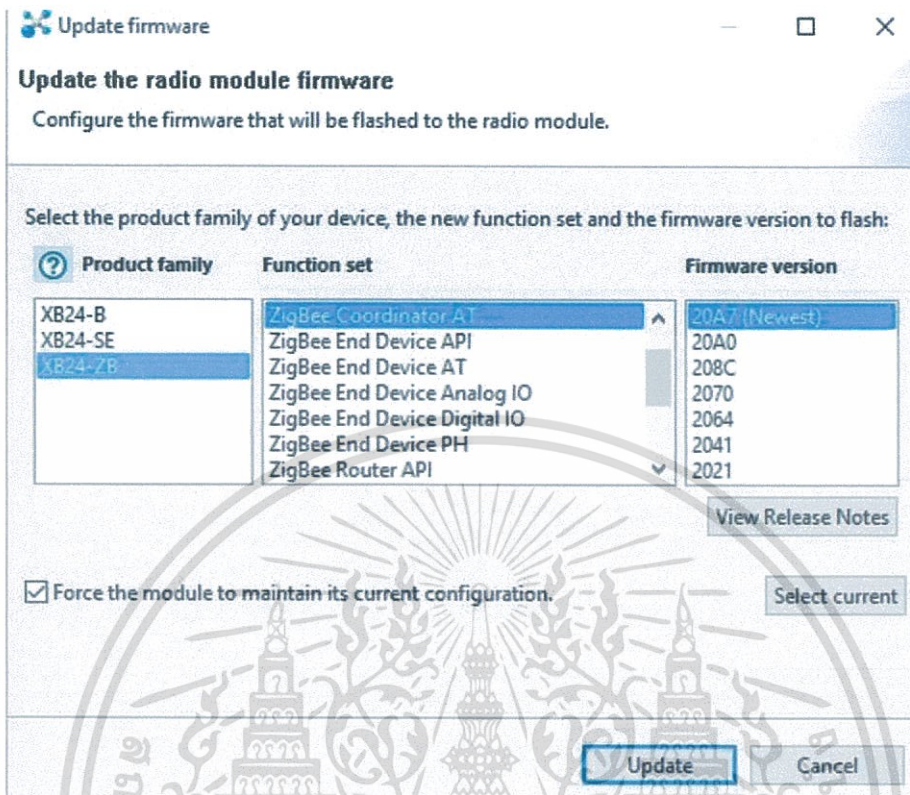 Update firmware
Update the radio module firmware
Configure the firmware that will be flashed to the radio module.
Select the product family of your device, the new function set and the firmware version to flash:
Product family Function set Firmware version
XB24-B
XB24-SE
XB24-ZB
ZigBee Coordinator AT
ZigBee End Device API
ZigBee End Device AT
ZigBee End Device Analog IO
ZigBee End Device Digital IO
ZigBee End Device PH
ZigBee Router API
20A7 (Newest)
20A0
208C
2070
2064
2041
2021
View Release Notes
Force the module to maintain its current configuration.
Select current
Update
Cancel